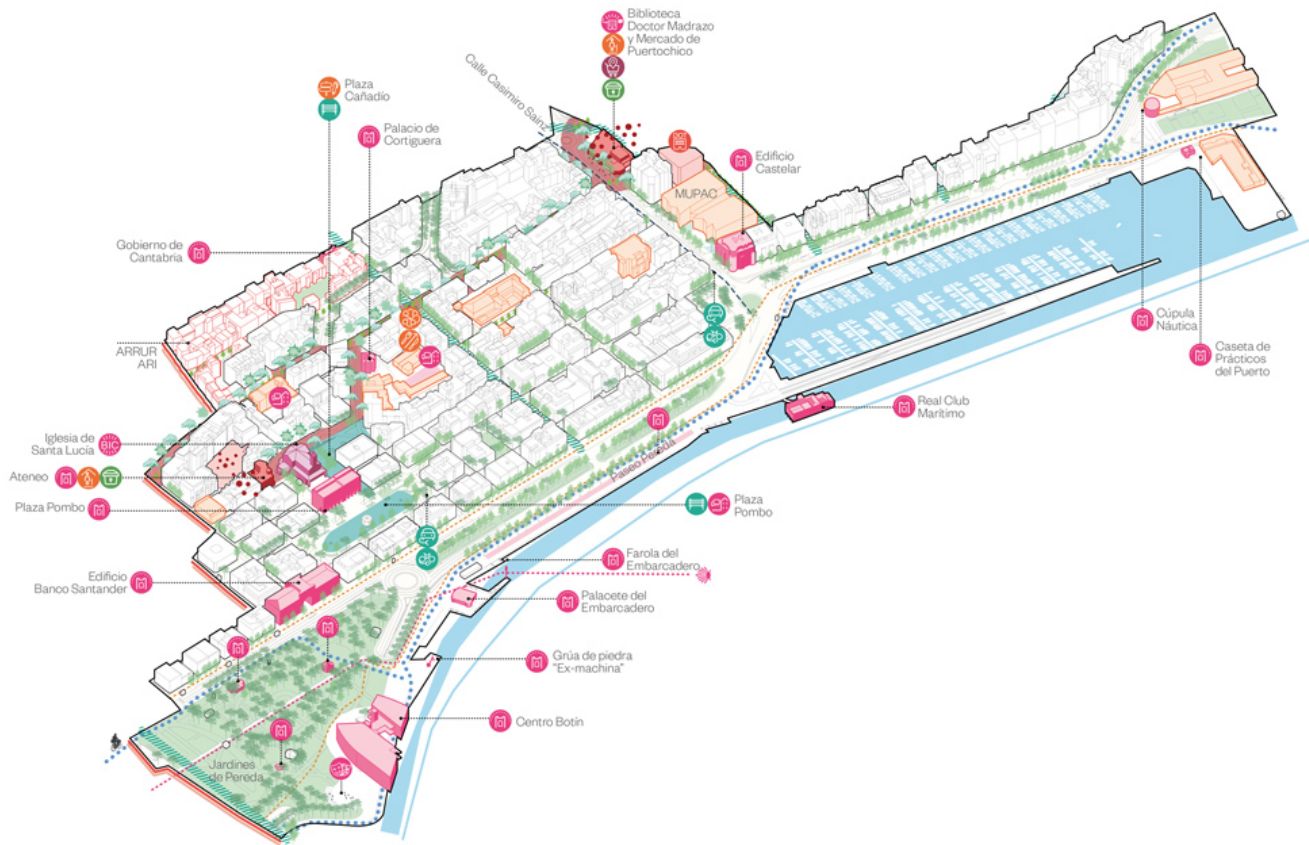 Biblioteca
Doctor Madrazo
y Mercado de
Puertochico
Calle Casimiro Sainz
Plaza
Cañadío
Palacio de
Cortiguera
DOT
Edificio
Castelar
MUPAC
Gobierno de
Cantabria
Cúpula
Náutica
ARRUR
ARI
Caseta de
Prácticos
del Puerto
Real Club
Marítimo
Iglesia de
Santa Lucía
BIC
Paseo Pereda
Ateneo
Plaza Pombo
Plaza
Pombo
Farola del
Embarcadero
Edificio
Banco Santander
Palacete del
Embarcadero
Grúa de piedra
"Ex-machina"
Centro Botín
Jardines
de Pereda